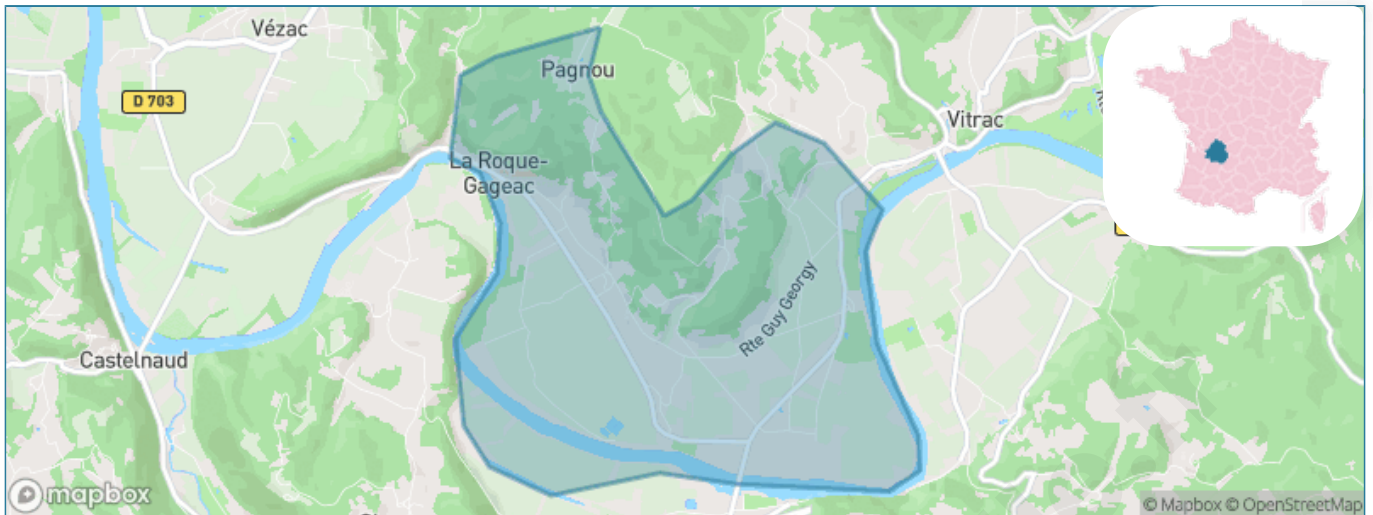 Vézac
Pagnou
D 703
Vitrac
La Roque-
Gageac
Rte Guy Georgy
Castelnaud
mapbox
© Mapbox © OpenStreetMap